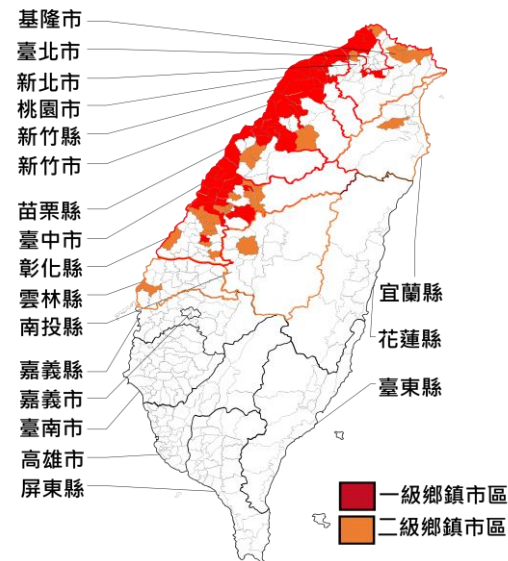 基隆市
臺北市
新北市
桃園市
新竹縣
新竹市
苗栗縣
臺中市
彰化縣
雲林縣
南投縣
嘉義縣
嘉義市
臺南市
高雄市
屏東縣
宜蘭縣
花蓮縣
臺東縣
一級鄉鎮市區
二級鄉鎮市區